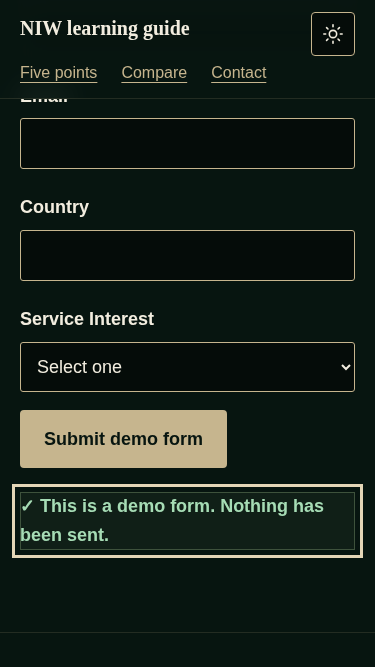 NIW learning guide
Five points Compare Contact
Email
Country
Service Interest
Select one
Submit demo form
✓ This is a demo form. Nothing has
been sent.